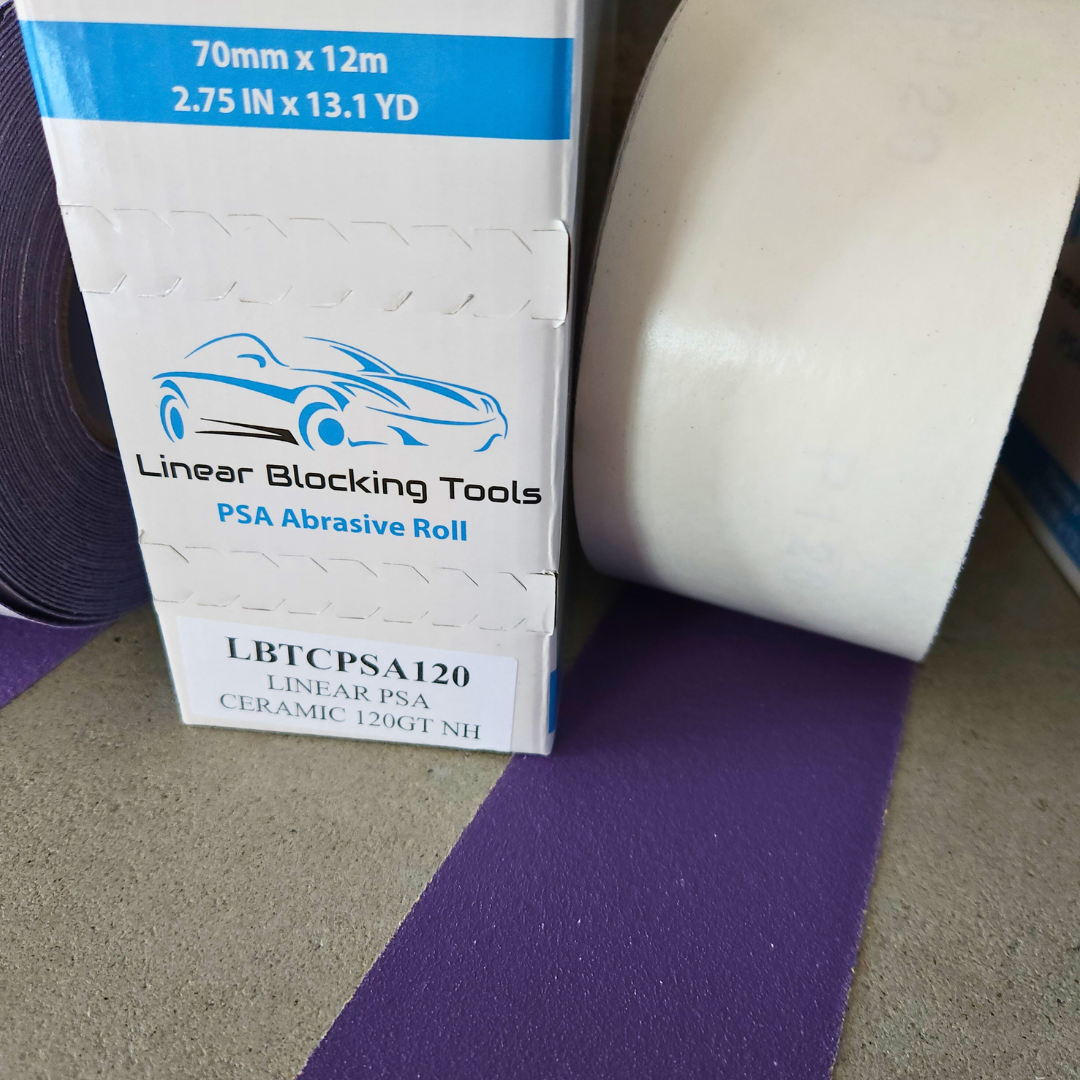 70mm x 12m
2.75 IN x 13.1 YD
Linear Blocking Tools
PSA Abrasive Roll
LBTCPSA120
LINEAR PSA
CERAMIC 120GT NH